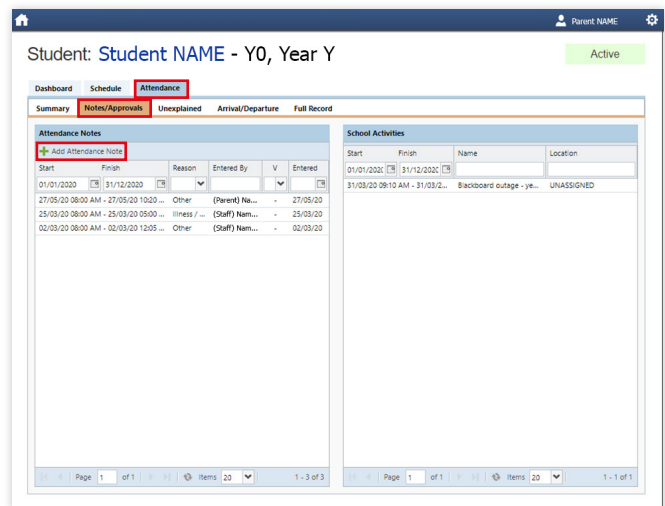 Parent NAME
Student: Student NAME - Y0, Year Y
Active
Dashboard Schedule Attendance
Summary Notes/Approvals Unexplained Arrival/Departure Full Record
Attendance Notes
Add Attendance Note
Start Finish Reason Entered By V Entered
01/01/2020 31/12/2020
27/05/20 08:00 AM - 27/05/20 10:20 ... Other (Parent) Na... - 27/05/20
25/03/20 08:00 AM - 25/03/20 05:00 ... Illness / ... (Staff) Nam... - 25/03/20
02/03/20 08:00 AM - 02/03/20 12:05 ... Other (Staff) Nam... - 02/03/20
Page 1 of 1 Items 20 1 - 3 of 3
School Activities
Start Finish Name Location
01/01/202( 31/12/202(
31/03/20 09:10 AM - 31/03/2... Blackboard outage - ye... UNASSIGNED
Page 1 of 1 Items 20 1 - 1 of 1